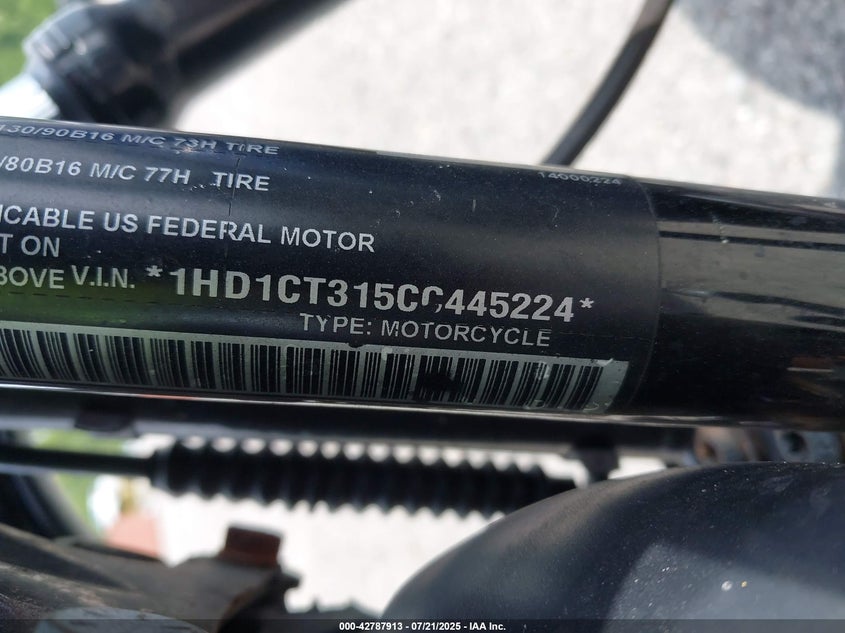 130/90B16 M/C 73H TIRE
/80B16 M/C 77H TIRE
14000224
ICABLE US FEDERAL MOTOR
T ON
BOVE V.I.N. *1HD1CT315CC445224*
TYPE: MOTORCYCLE
000-42787913 - 07/21/2025 - IAA Inc.